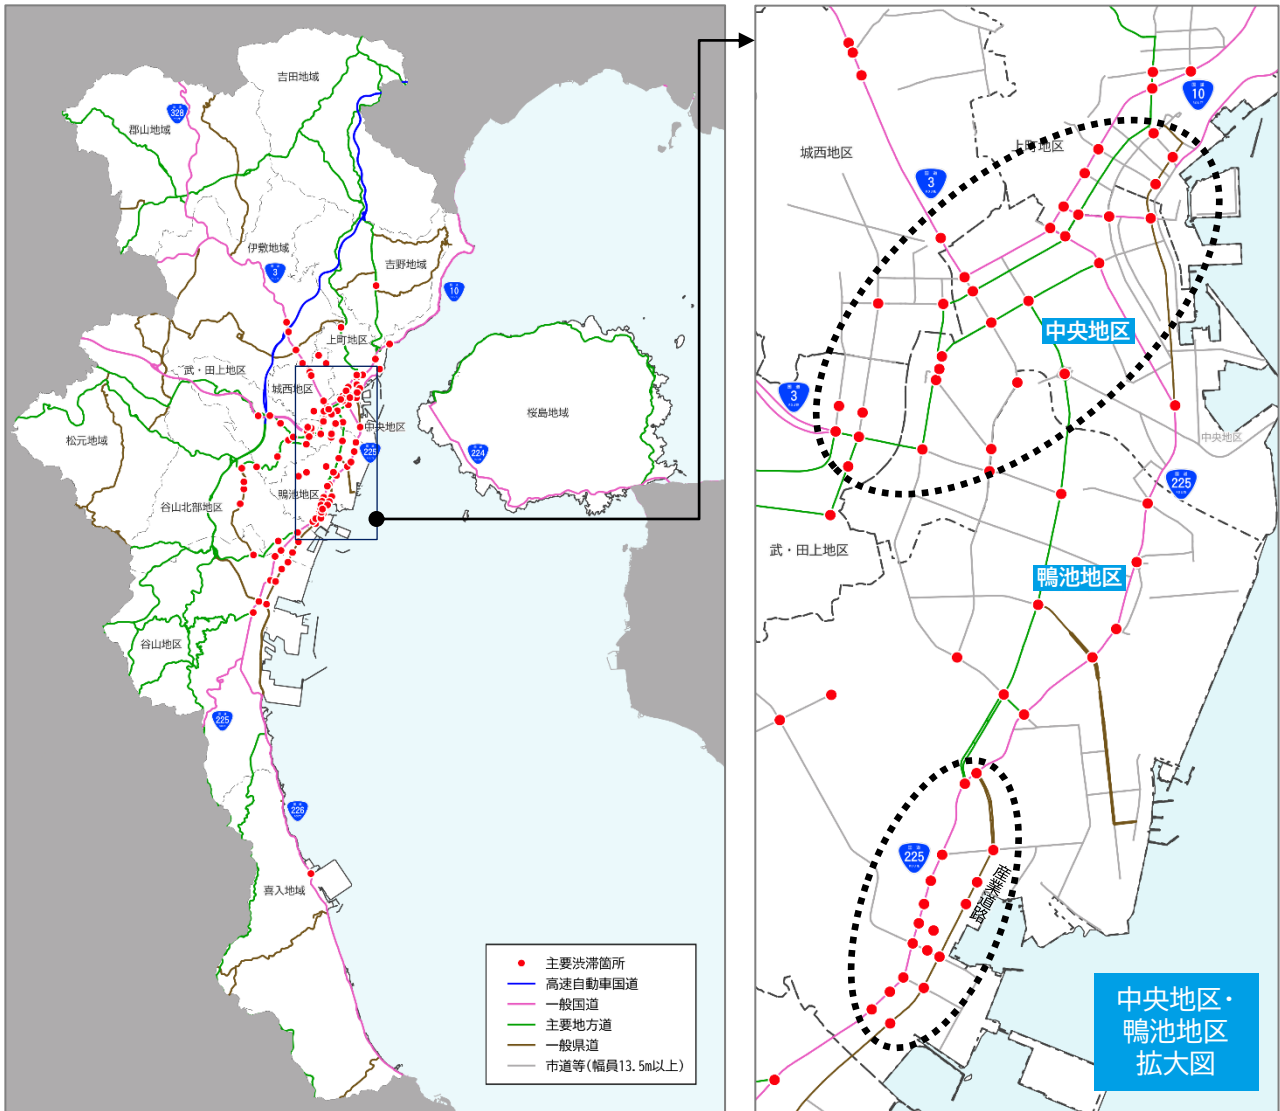 吉田地域
328
郡山地域
伊敷地域
3
吉野地域
10
上町地区
武・田上地区
城西地区
桜島地域
中央地区
松元地域
225
224
鴨池地区
谷山北部地区
谷山地区
225
226
喜入地域
主要渋滞箇所
高速自動車国道
一般国道
主要地方道
一般県道
市道等(幅員13.5m以上)
10
上町地区
城西地区
3
中央地区
3
中央地区
225
武・田上地区
鴨池地区
225
産業道路
中央地区・
鴨池地区
拡大図